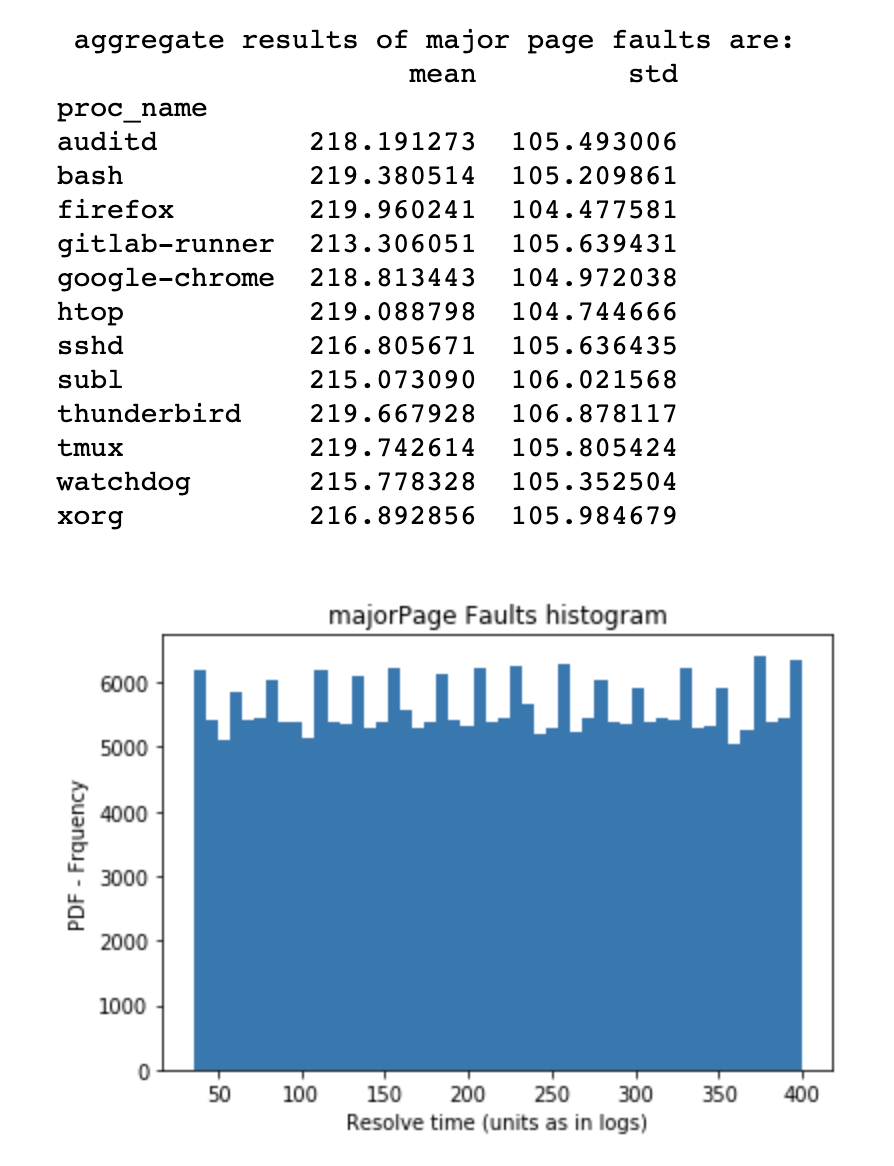 aggregate results of major page faults are:
mean std
proc_name
auditd 218.191273 105.493006
bash 219.380514 105.209861
firefox 219.960241 104.477581
gitlab-runner 213.306051 105.639431
google-chrome 218.813443 104.972038
htop 219.088798 104.744666
sshd 216.805671 105.636435
subl 215.073090 106.021568
thunderbird 219.667928 106.878117
tmux 219.742614 105.805424
watchdog 215.778328 105.352504
xorg 216.892856 105.984679
majorPage Faults histogram
PDF - Frquency
6000
5000
4000
3000
2000
1000
0
50 100 150 200 250 300 350 400
Resolve time (units as in logs)